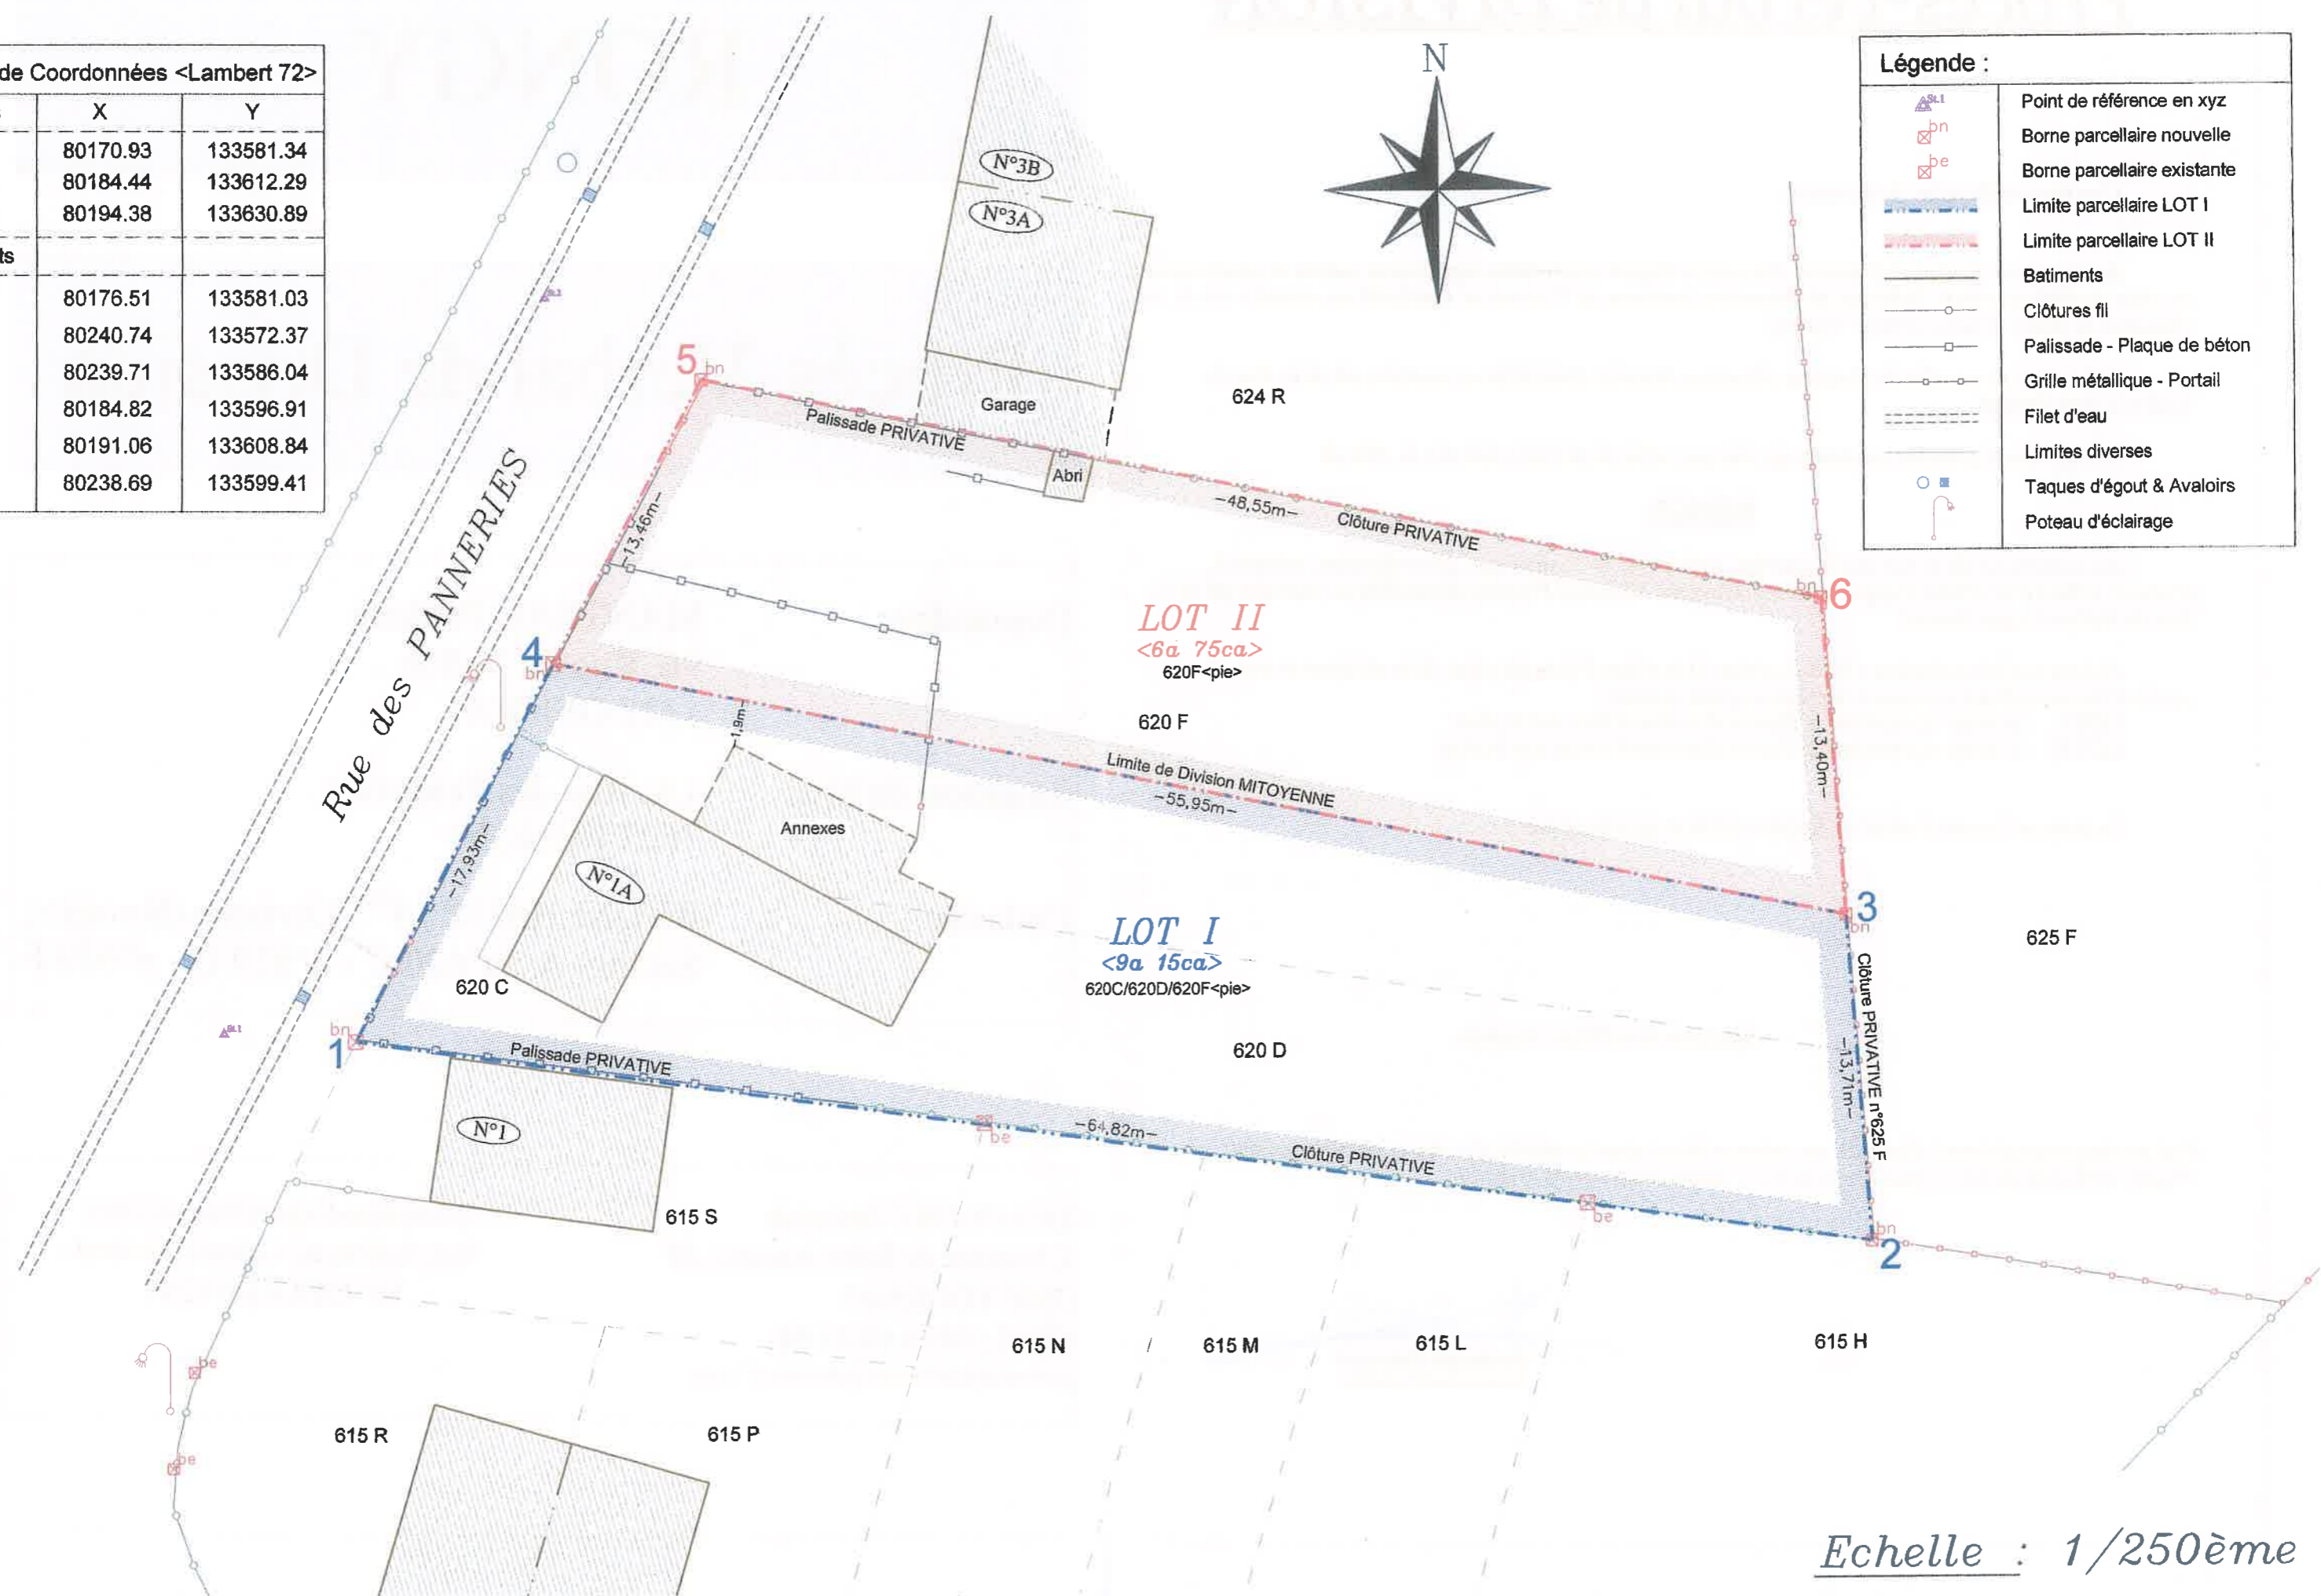 de Coordonnées <Lambert 72>
X Y
80170.93 133581.34
80184.44 133612.29
80194.38 133630.89
ts
80176.51 133581.03
80240.74 133572.37
80239.71 133586.04
80184.82 133596.91
80191.06 133608.84
80238.69 133599.41
N
Légende :
St.1 Point de référence en xyz
bn Borne parcellaire nouvelle
be Borne parcellaire existante
Limite parcellaire LOT I
Limite parcellaire LOT II
Batiments
Clôtures fil
Palissade - Plaque de béton
Grille métallique - Portail
Filet d'eau
Limites diverses
Taques d'égout & Avaloirs
Poteau d'éclairage
N°3B
N°3A
Garage
Abri
624 R
5
bn
Palissade PRIVATIVE
-48,55m-
Clôture PRIVATIVE
bn
6
-13,46m-
Rue des PANNERIES
LOT II
<6a 75ca>
620F<pie>
620 F
4
bn
-1,9m-
Limite de Division MITOYENNE
-55,95m-
-13,40m-
Annexes
N°1A
-17,93m-
3
bn
LOT I
<9a 15ca>
620C/620D/620F<pie>
625 F
620 C
620 D
Clôture PRIVATIVE n°625 F
-13,71m-
St.1
bn
1
Palissade PRIVATIVE
N°1
be
-64,82m-
Clôture PRIVATIVE
be
bn
2
615 S
615 N
615 M
615 L
615 H
be
615 R
615 P
be
Echelle : 1/250ème